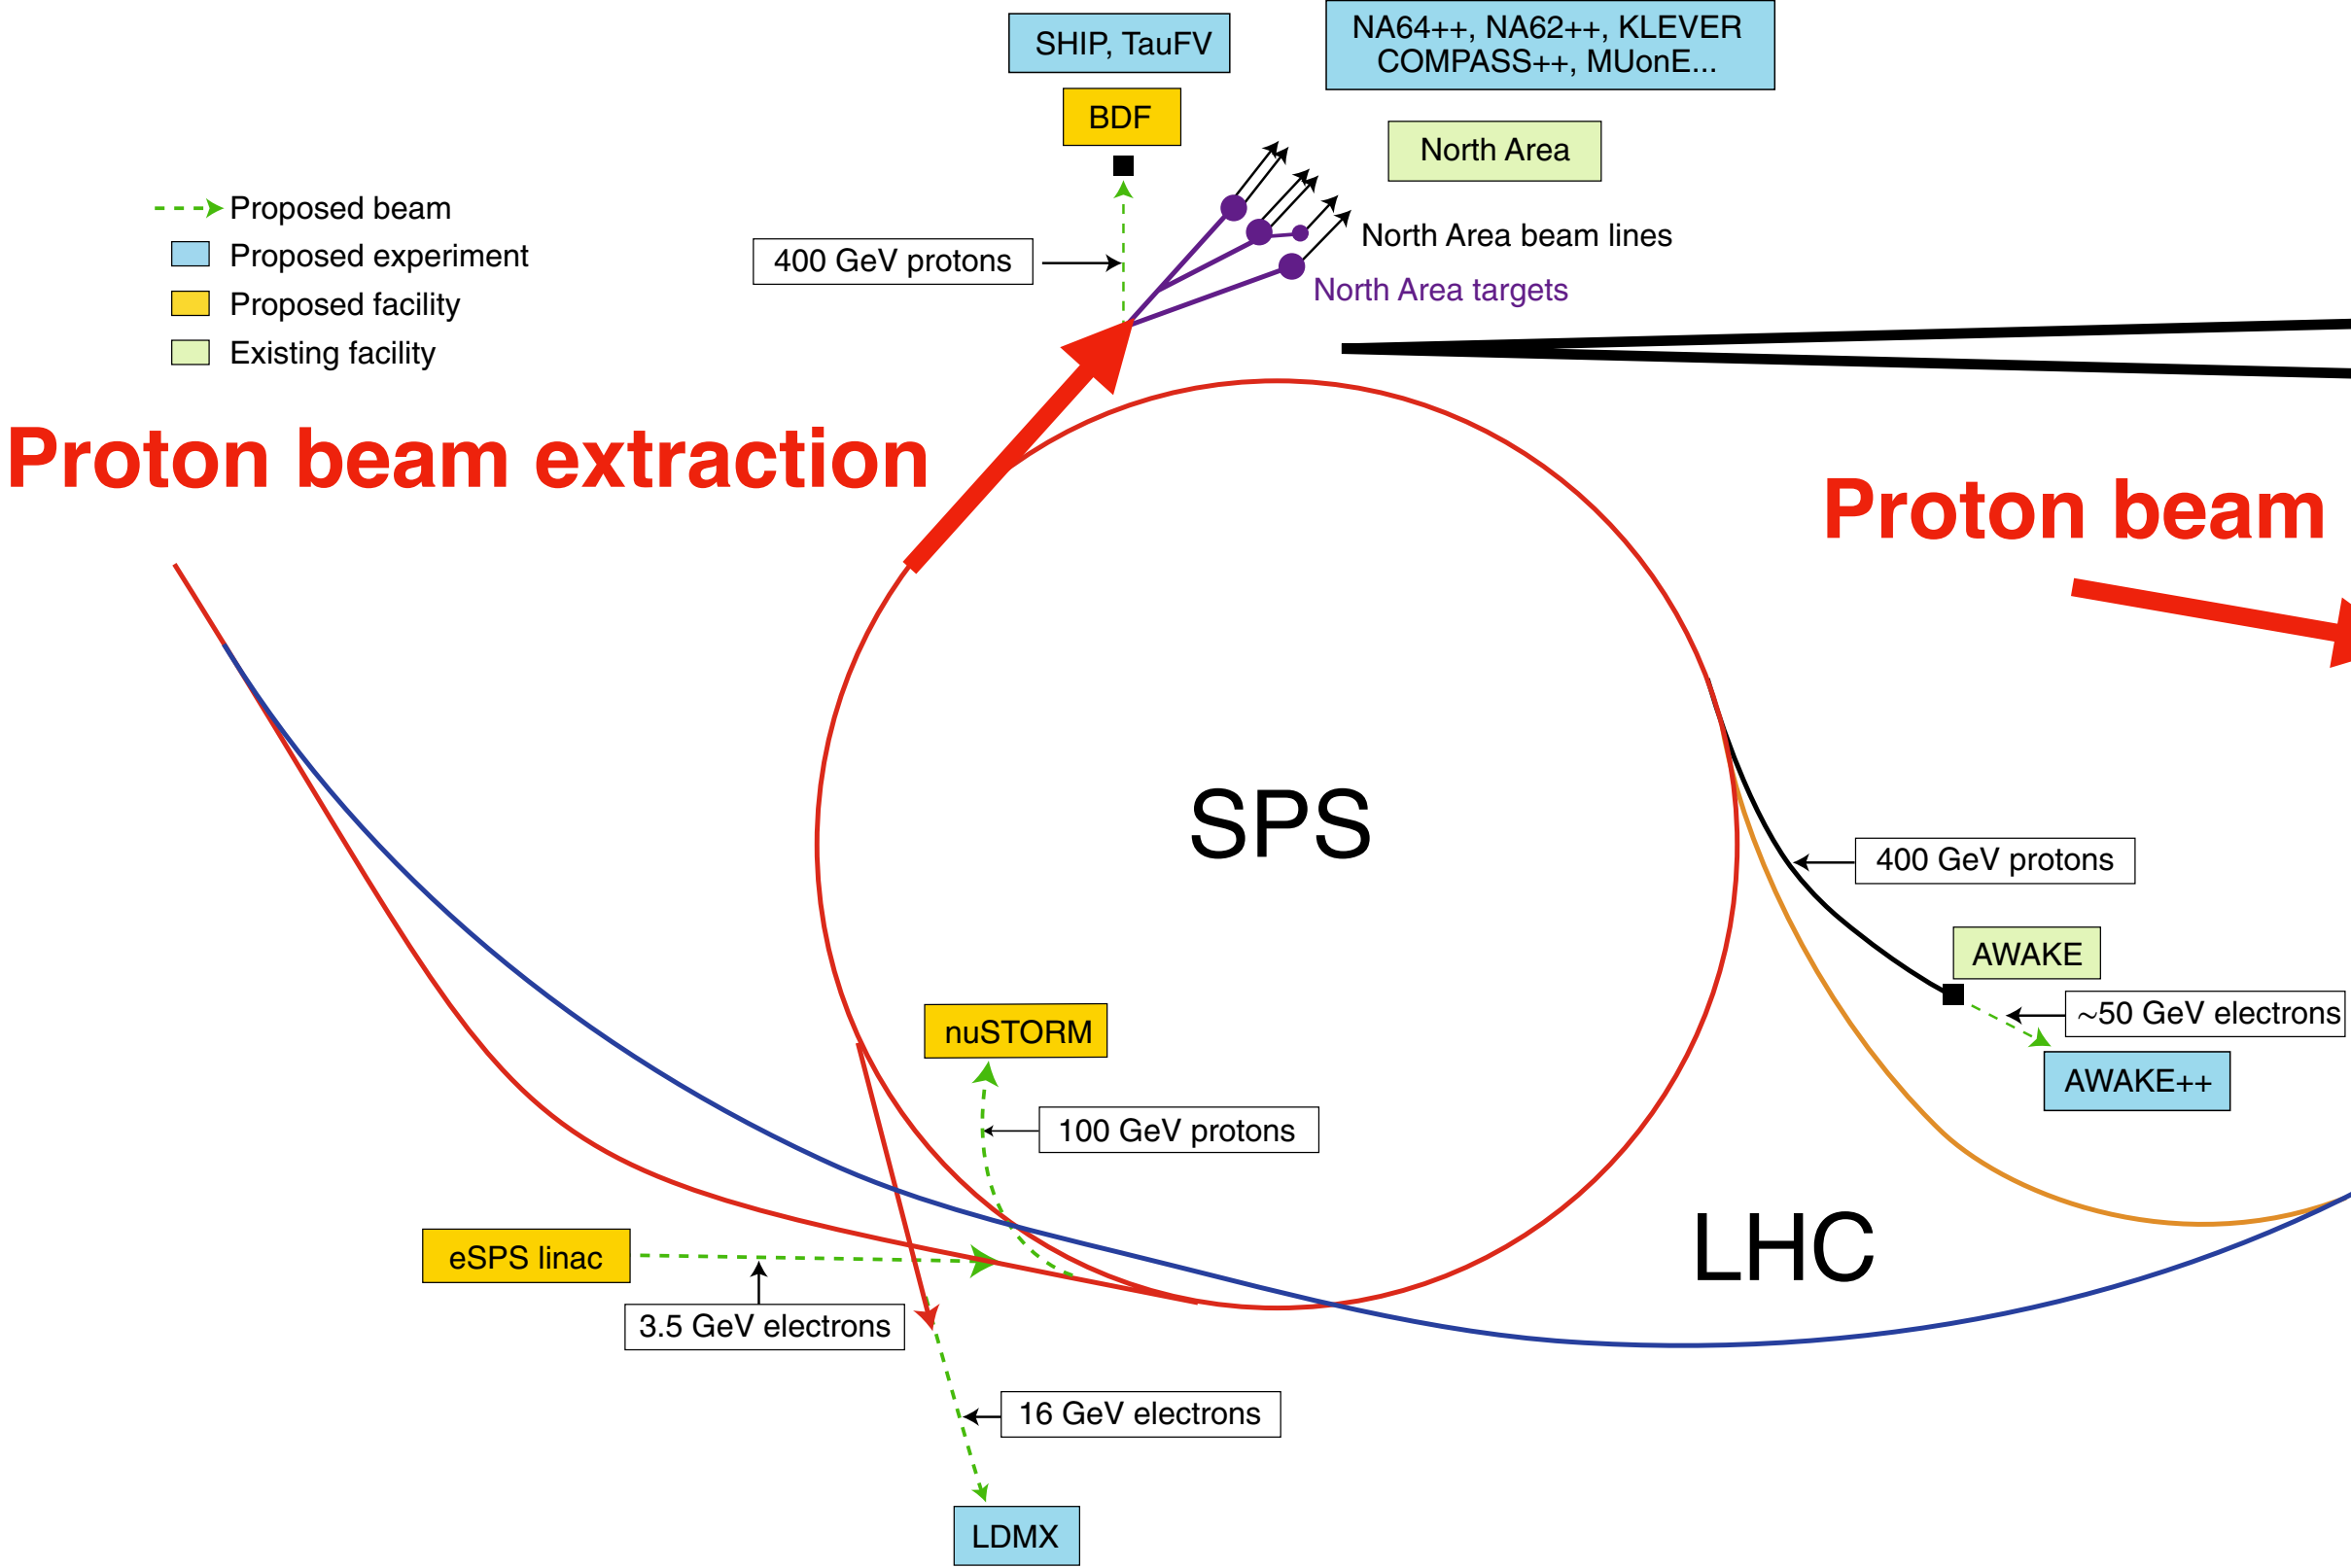 SHIP, TauFV
NA64++, NA62++, KLEVER
COMPASS++, MUonE...
BDF
North Area
Proposed beam
Proposed experiment
Proposed facility
Existing facility
400 GeV protons
North Area beam lines
North Area targets
Proton beam extraction
Proton beam
SPS
400 GeV protons
AWAKE
~50 GeV electrons
AWAKE++
nuSTORM
100 GeV protons
LHC
eSPS linac
3.5 GeV electrons
16 GeV electrons
LDMX